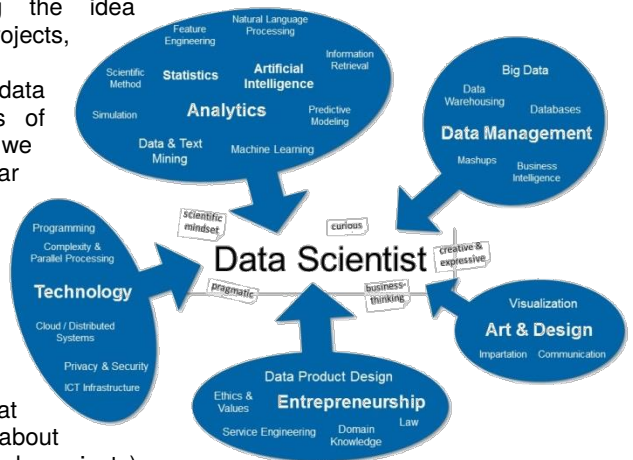 the idea
rojects,
data
s of
we
ar
at
about
Natural Language
Processing
Feature
Engineering
Information
Retrieval
Scientific
Method
Statistics
Artificial
Intelligence
Simulation
Analytics
Predictive
Modeling
Data & Text
Mining
Machine Learning
Big Data
Data
Warehousing
Databases
Data Management
Mashups
Business
Intelligence
scientific
mindset
curious
Data Scientist
creative &
expressive
pragmatic
business-
thinking
Programming
Complexity &
Parallel Processing
Technology
Cloud / Distributed
Systems
Privacy & Security
ICT Infrastructure
Visualization
Art & Design
Impartation Communication
Data Product Design
Ethics &
Values
Entrepreneurship
Service Engineering
Domain
Knowledge
Law